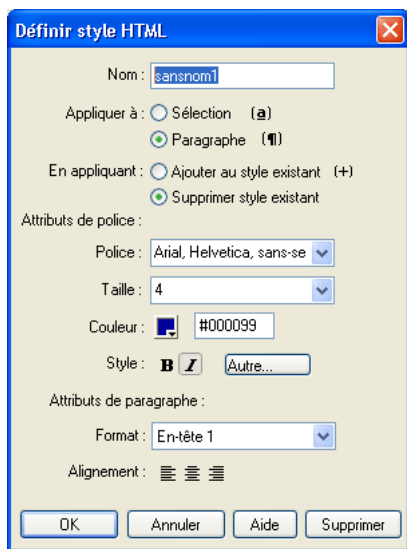 Définir style HTML
Nom : sansnom1
Appliquer à : Sélection (a)
Paragraphe (¶)
En appliquant : Ajouter au style existant (+)
Supprimer style existant
Attributs de police :
Police : Arial, Helvetica, sans-se
Taille : 4
Couleur : #000099
Style : B I Autre...
Attributs de paragraphe :
Format : En-tête 1
Alignement :
OK Annuler Aide Supprimer